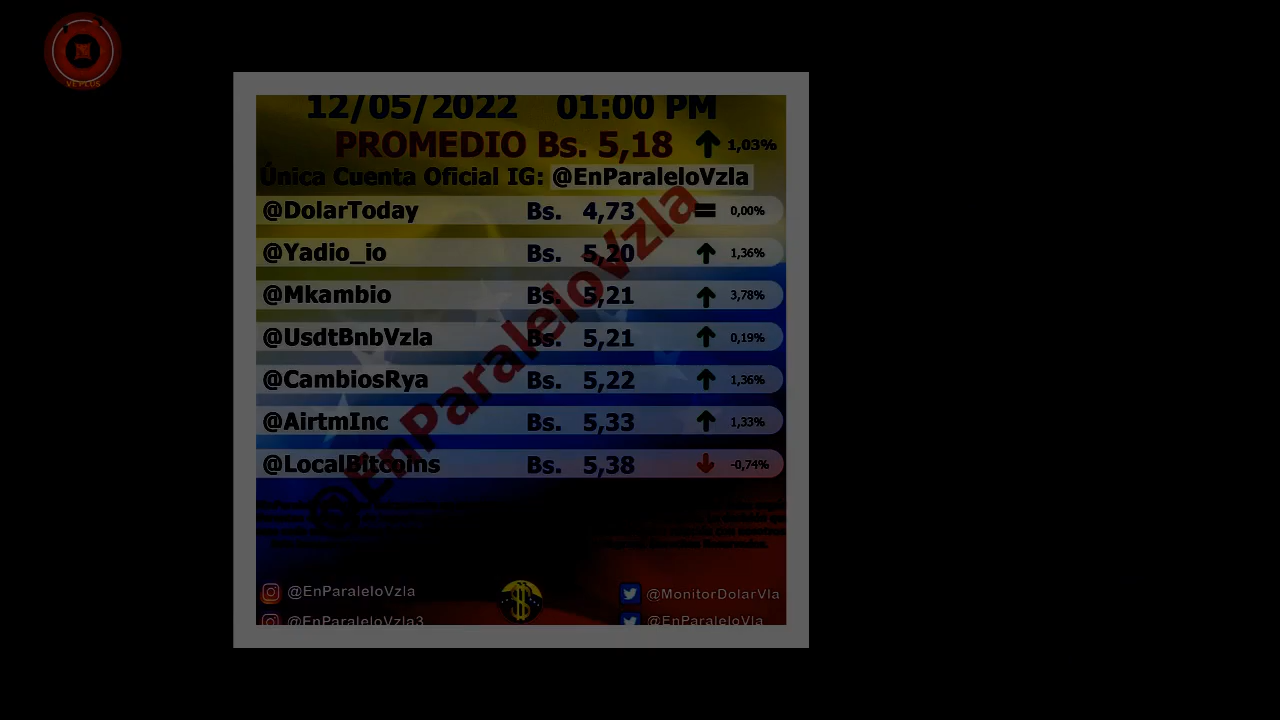 VL PLUS
12/05/2022 01:00 PM
PROMEDIO Bs. 5,18 1,03%
Única Cuenta Oficial IG: @EnParaleloVzla
@DolarToday Bs. 4,73 0,00%
@Yadio_io Bs. 5,20 1,36%
@Mkambio Bs. 5,21 3,78%
@UsdtBnbVzla Bs. 5,21 0,19%
@CambiosRya Bs. 5,22 1,36%
@AirtmInc Bs. 5,33 1,33%
@LocalBitcoins Bs. 5,38 -0,74%
@EnParaleloVzla
@EnParaleloVzla @MonitorDolarVla
@EnParaleloVzla3 @EnParaleloVla